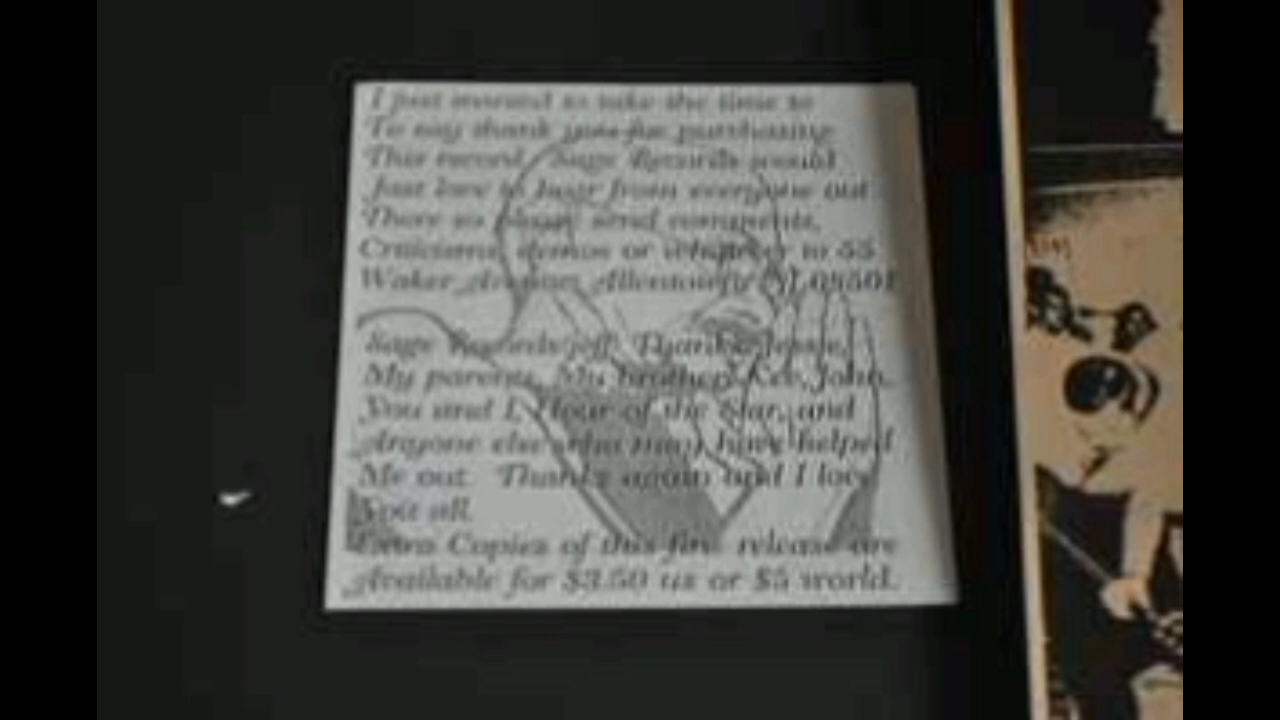 I just wanted to take the time to
To say thank you for purchasing
This record. Sage Records would
Just love to hear from everyone out
There so please send comments,
Criticisms, demos or whatever to 55
Waker Avenue, Allentown NJ, 08501
Sage Records/jeff Thanks: Jessie,
My parents, My brother, Kev, John,
You and I, Hour of the Star, and
Anyone else who may have helped
Me out. Thanks again and I love
You all.
Extra Copies of this fine release are
Available for $3.50 us or $5 world.